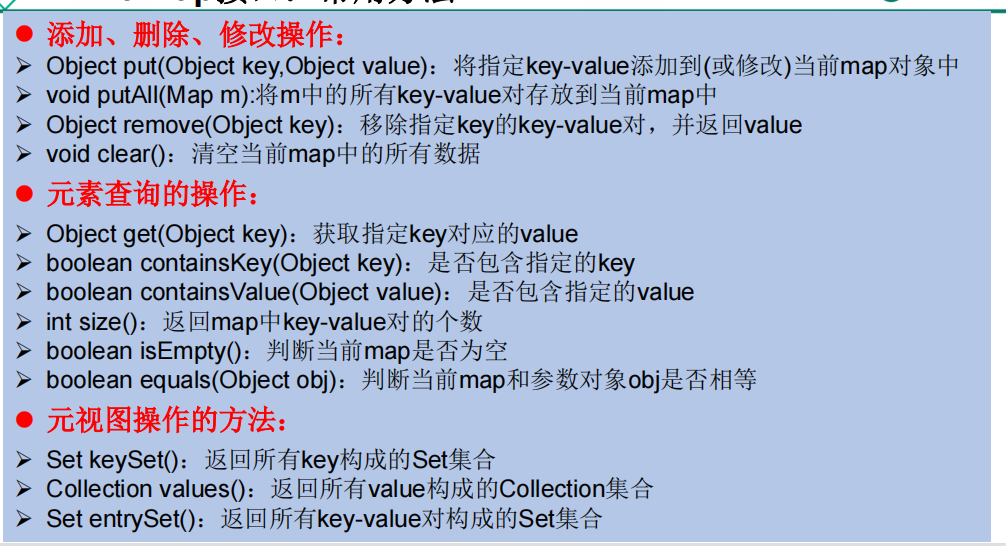 添加、删除、修改操作：
Object put(Object key,Object value)：将指定key-value添加到(或修改)当前map对象中
void putAll(Map m):将m中的所有key-value对存放到当前map中
Object remove(Object key)：移除指定key的key-value对，并返回value
void clear()：清空当前map中的所有数据
元素查询的操作：
Object get(Object key)：获取指定key对应的value
boolean containsKey(Object key)：是否包含指定的key
boolean containsValue(Object value)：是否包含指定的value
int size()：返回map中key-value对的个数
boolean isEmpty()：判断当前map是否为空
boolean equals(Object obj)：判断当前map和参数对象obj是否相等
元视图操作的方法：
Set keySet()：返回所有key构成的Set集合
Collection values()：返回所有value构成的Collection集合
Set entrySet()：返回所有key-value对构成的Set集合